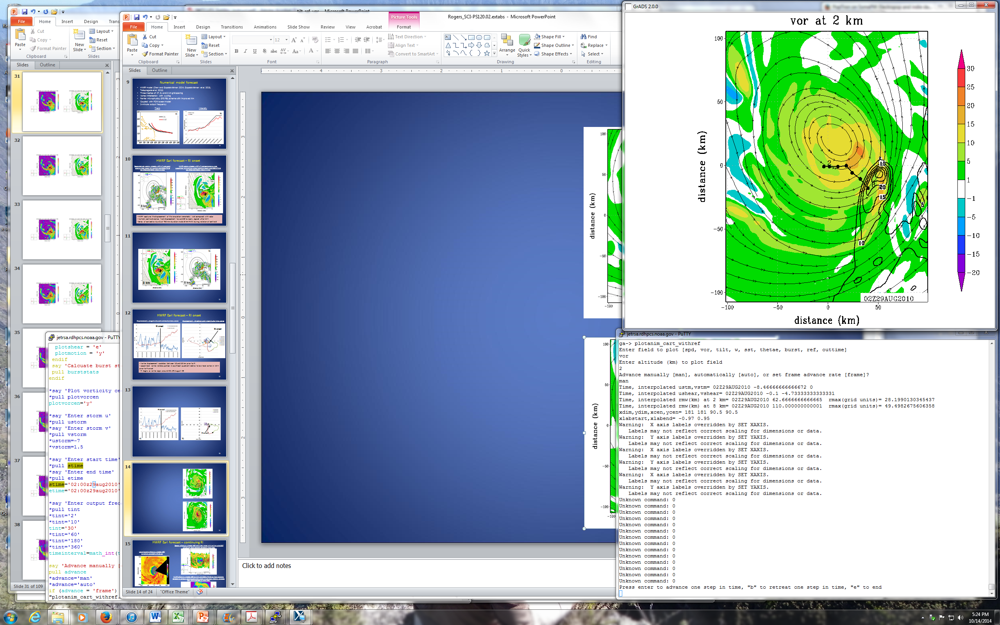 tilt_ref_vor - Microsoft PowerPoint
File
Home
Insert
Design
Paste
Cut
Copy
Format Painter
Clipboard
New
Slide
Layout
Reset
Section
Slides
Slides
Outline
31
32
33
34
35
36
37
38
Slide 31 of 109
Rogers_SCI-PS120.02.extabs - Microsoft PowerPoint
Picture Tools
File
Home
Insert
Design
Transitions
Animations
Slide Show
Review
View
Acrobat
Format
Paste
Cut
Copy
Format Painter
Clipboard
New
Slide
Layout
Reset
Section
Slides
12
Font
Text Direction
Align Text
Convert to SmartArt
Paragraph
Arrange
Quick
Styles
Shape Fill
Shape Outline
Shape Effects
Drawing
Find
Replace
Select
Editing
Slides
Outline
9
Numerical model forecast
Track
Intensity
10
HWRF Earl forecast – RI onset
8 km
11
8 km
8 km
12
HWRF Earl forecast – RI onset
RI onset
RI onset
13
RI onset
14
15
HWRF Earl forecast – continuing RI
distance (km)
100
50
0
-50
-100
-100
distance (km)
100
50
0
-50
-100
-100
Click to add notes
Slide 14 of 24
"Office Theme"
jetrsa.rdhpcs.noaa.gov - PuTTY
plotshear = 'e'
plotmotion = 'y'
endif
say 'Calcuate burst st
pull burststats
endif
*say 'Plot vorticity ce
*pull plotvorcen
plotvorcen='y'
*say 'Enter storm u'
*pull ustorm
*say 'Enter storm v'
*pull vstorm
*ustorm=-7
*vstorm=1.5
*say 'Enter start time'
*pull stime
*say 'Enter end time'
*pull etime
stime='02:00z29aug2010'
etime='02:00z29aug2010'
*say 'Enter output freq
*pull tint
*tint='2'
*tint='10'
tint='30'
*tint='60'
*tint='180'
*tint='360'
timeinterval=math_int(t
say 'Advance manually [
pull advance
*advance='man'
*advance='auto'
if (advance = 'frame')
"plotanim_cart_withref.
GrADS 2.0.0
vor at 2 km
distance (km)
100
50
0
-50
-100
-100
-50
0
50
distance (km)
2
8
10
20
15
10
5
02Z29AUG2010
30
25
20
15
10
5
1
-1
-5
-10
-15
-20
jetrsa.rdhpcs.noaa.gov - PuTTY
ga-> plotanim_cart_withref
Enter field to plot [spd, vor, tilt, w, sst, thetae, burst, ref, outtime]
vor
Enter altitude (km) to plot field
2
Advance manually [man], automatically [auto], or set frame advance rate [frame]?
man
Time, interpolated ustm,vstm= 02Z29AUG2010 -8.46666666666672 0
Time, interpolated ushear,vshear= 02Z29AUG2010 -0.1 -4.73333333333331
Time, interpolated rmw(km) at 2 km= 02Z29AUG2010 62.6666666666665  rmax(grid units)= 28.1990130345437
Time, interpolated rmw(km) at 8 km= 02Z29AUG2010 110.000000000001  rmax(grid units)= 49.4982675606358
xdim,ydim,xcen,ycen= 181 181 90.5 90.5
xlabstart,xlabend= -0.97 0.95
Warning:  X axis labels overridden by SET XAXIS.
Labels may not reflect correct scaling for dimensions or data.
Warning:  Y axis labels overridden by SET YAXIS.
Labels may not reflect correct scaling for dimensions or data.
Warning:  X axis labels overridden by SET XAXIS.
Labels may not reflect correct scaling for dimensions or data.
Warning:  Y axis labels overridden by SET YAXIS.
Labels may not reflect correct scaling for dimensions or data.
Warning:  X axis labels overridden by SET XAXIS.
Labels may not reflect correct scaling for dimensions or data.
Warning:  Y axis labels overridden by SET YAXIS.
Labels may not reflect correct scaling for dimensions or data.
Unknown command: 0
Unknown command: 0
Unknown command: 0
Unknown command: 0
Unknown command: 0
Unknown command: 0
Unknown command: 0
Unknown command: 0
Unknown command: 0
Unknown command: 0
Unknown command: 0
Unknown command: 0
Unknown command: 0
Unknown command: 0
Press enter to advance one step in time, "b" to retreat one step in time, "e" to end
5:24 PM
10/14/2014